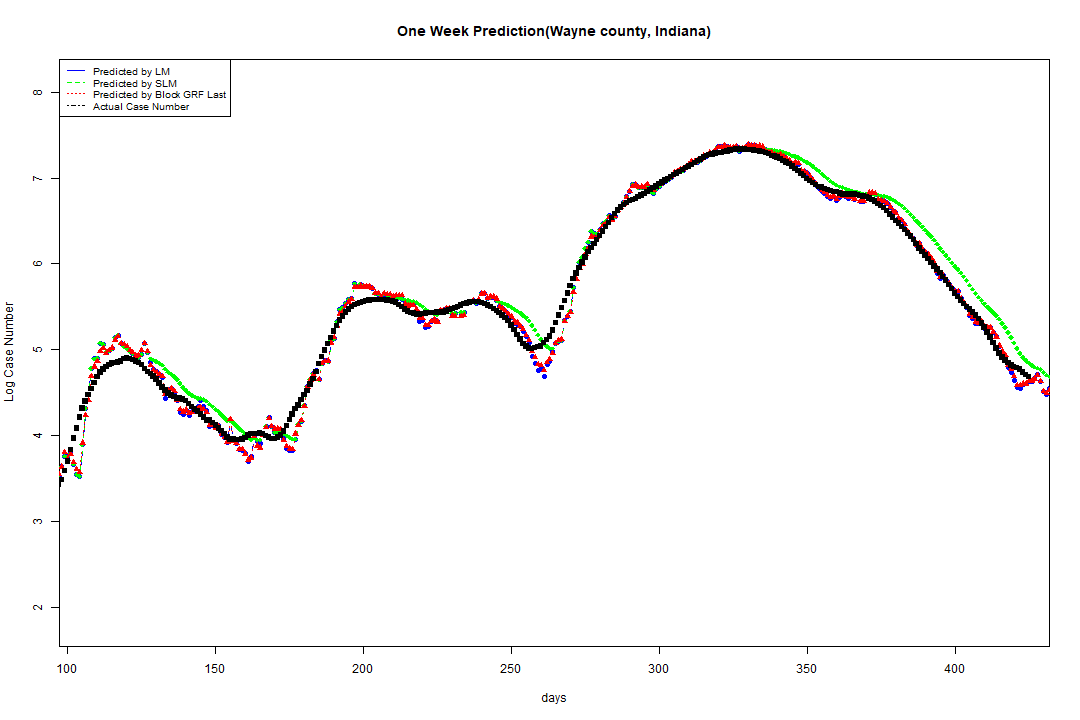 One Week Prediction(Wayne county, Indiana)
Predicted by LM
Predicted by SLM
Predicted by Block GRF Last
Actual Case Number
8
7
6
5
4
3
2
Log Case Number
100 150 200 250 300 350 400
days